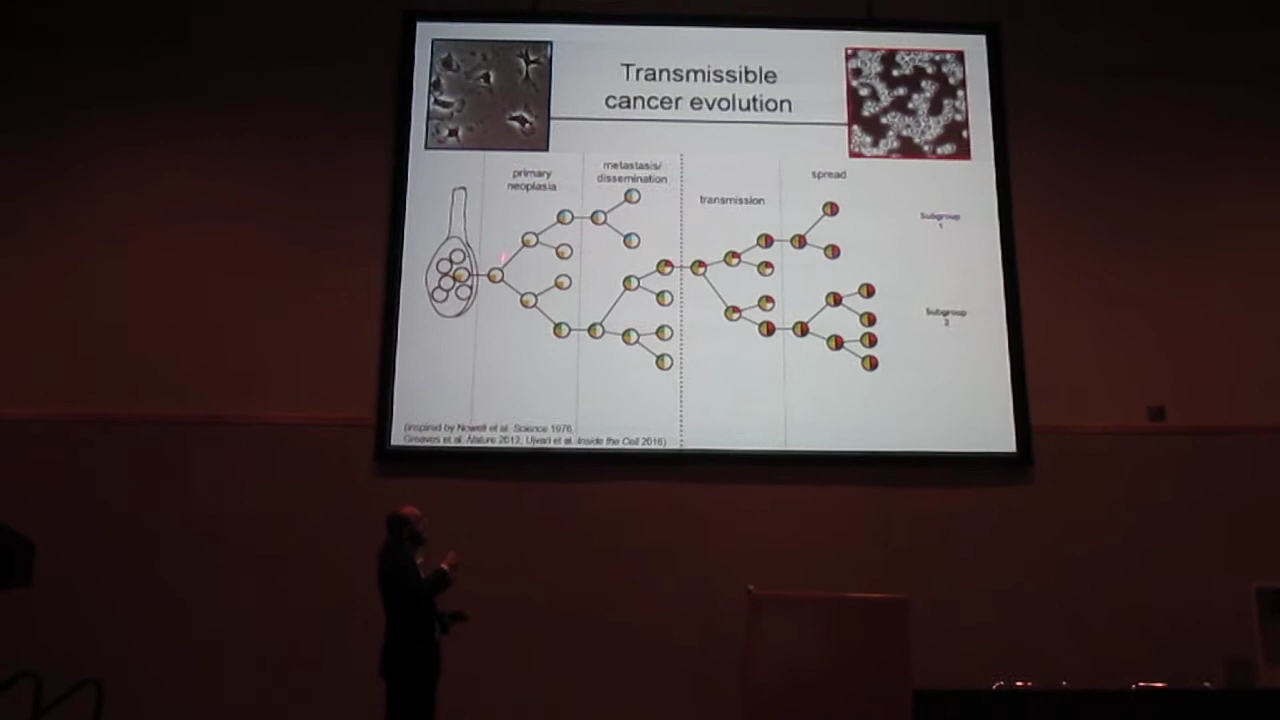 Transmissible
cancer evolution
primary
neoplasia
metastasis/
dissemination
transmission
spread
Subgroup
1
Subgroup
2
(inspired by Nowell et al. Science 1976,
Greaves et al. Nature 2012, Ujvari et al. Inside the Cell 2016)